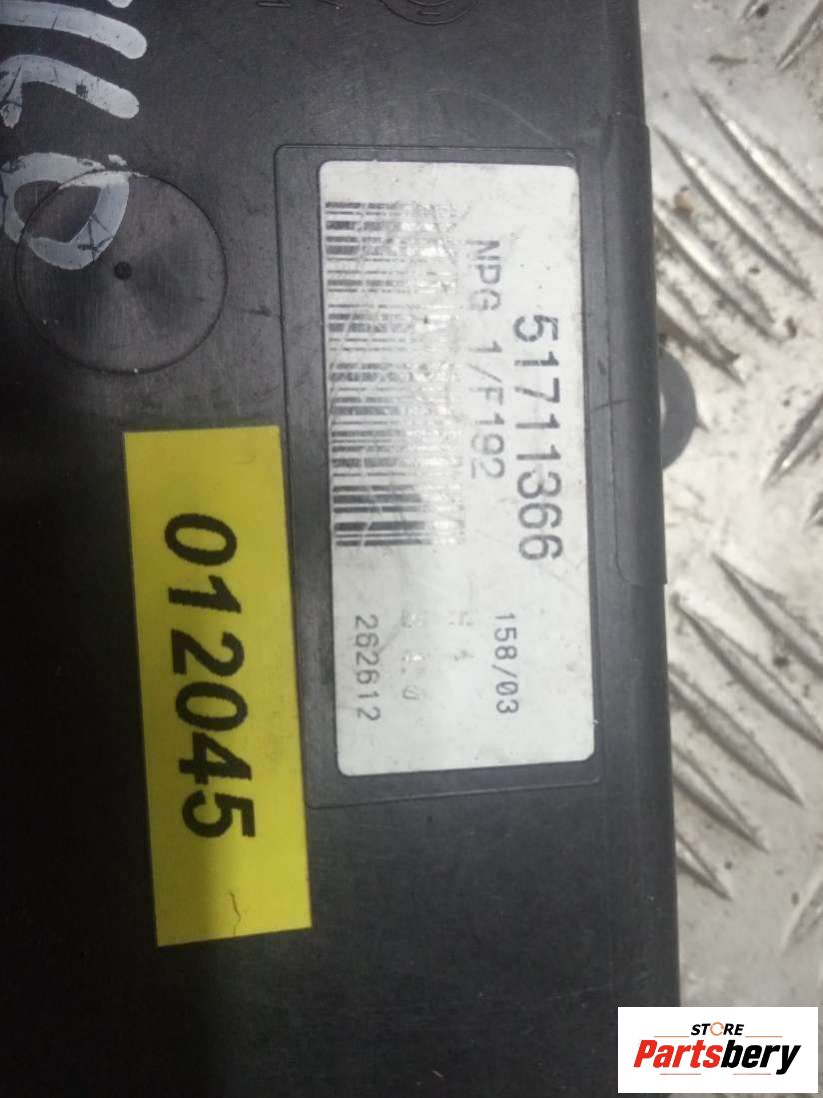 51711366
NPG 1/F192
158/03
262612
012045
STORE
Partsbery